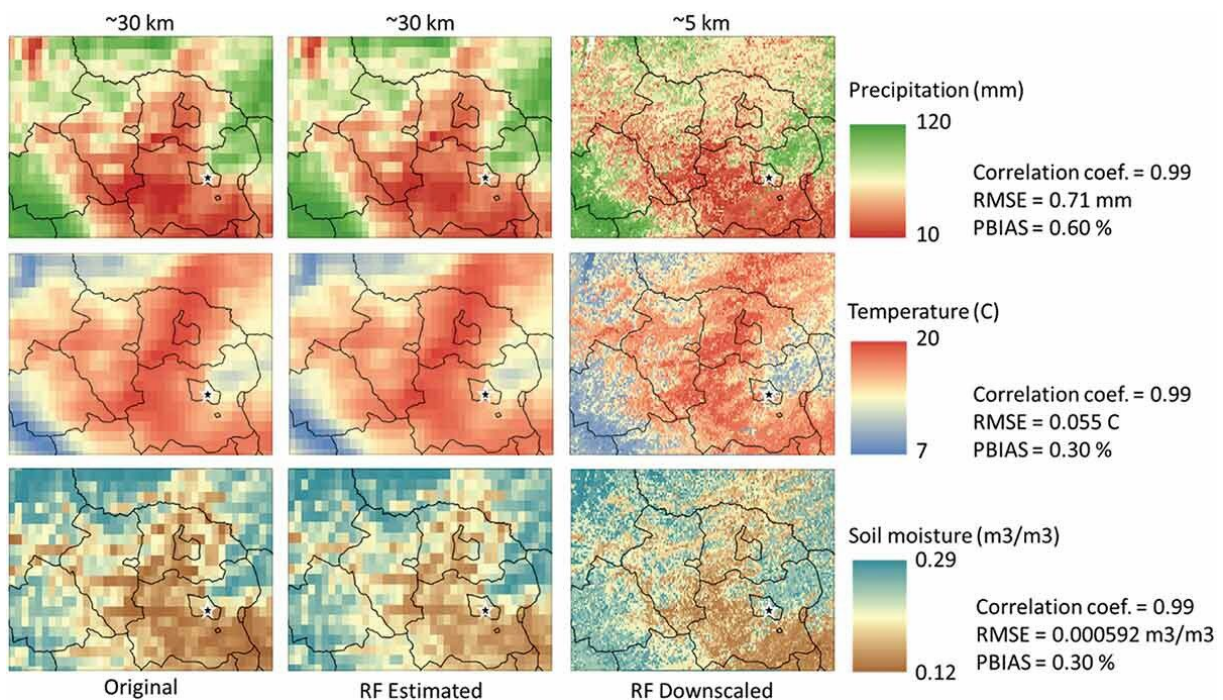 ~30 km
~30 km
~5 km
Precipitation (mm)
120
10
Correlation coef. = 0.99
RMSE = 0.71 mm
PBIAS = 0.60 %
Temperature (C)
20
7
Correlation coef. = 0.99
RMSE = 0.055 C
PBIAS = 0.30 %
Soil moisture (m3/m3)
0.29
0.12
Correlation coef. = 0.99
RMSE = 0.000592 m3/m3
PBIAS = 0.30 %
Original
RF Estimated
RF Downscaled